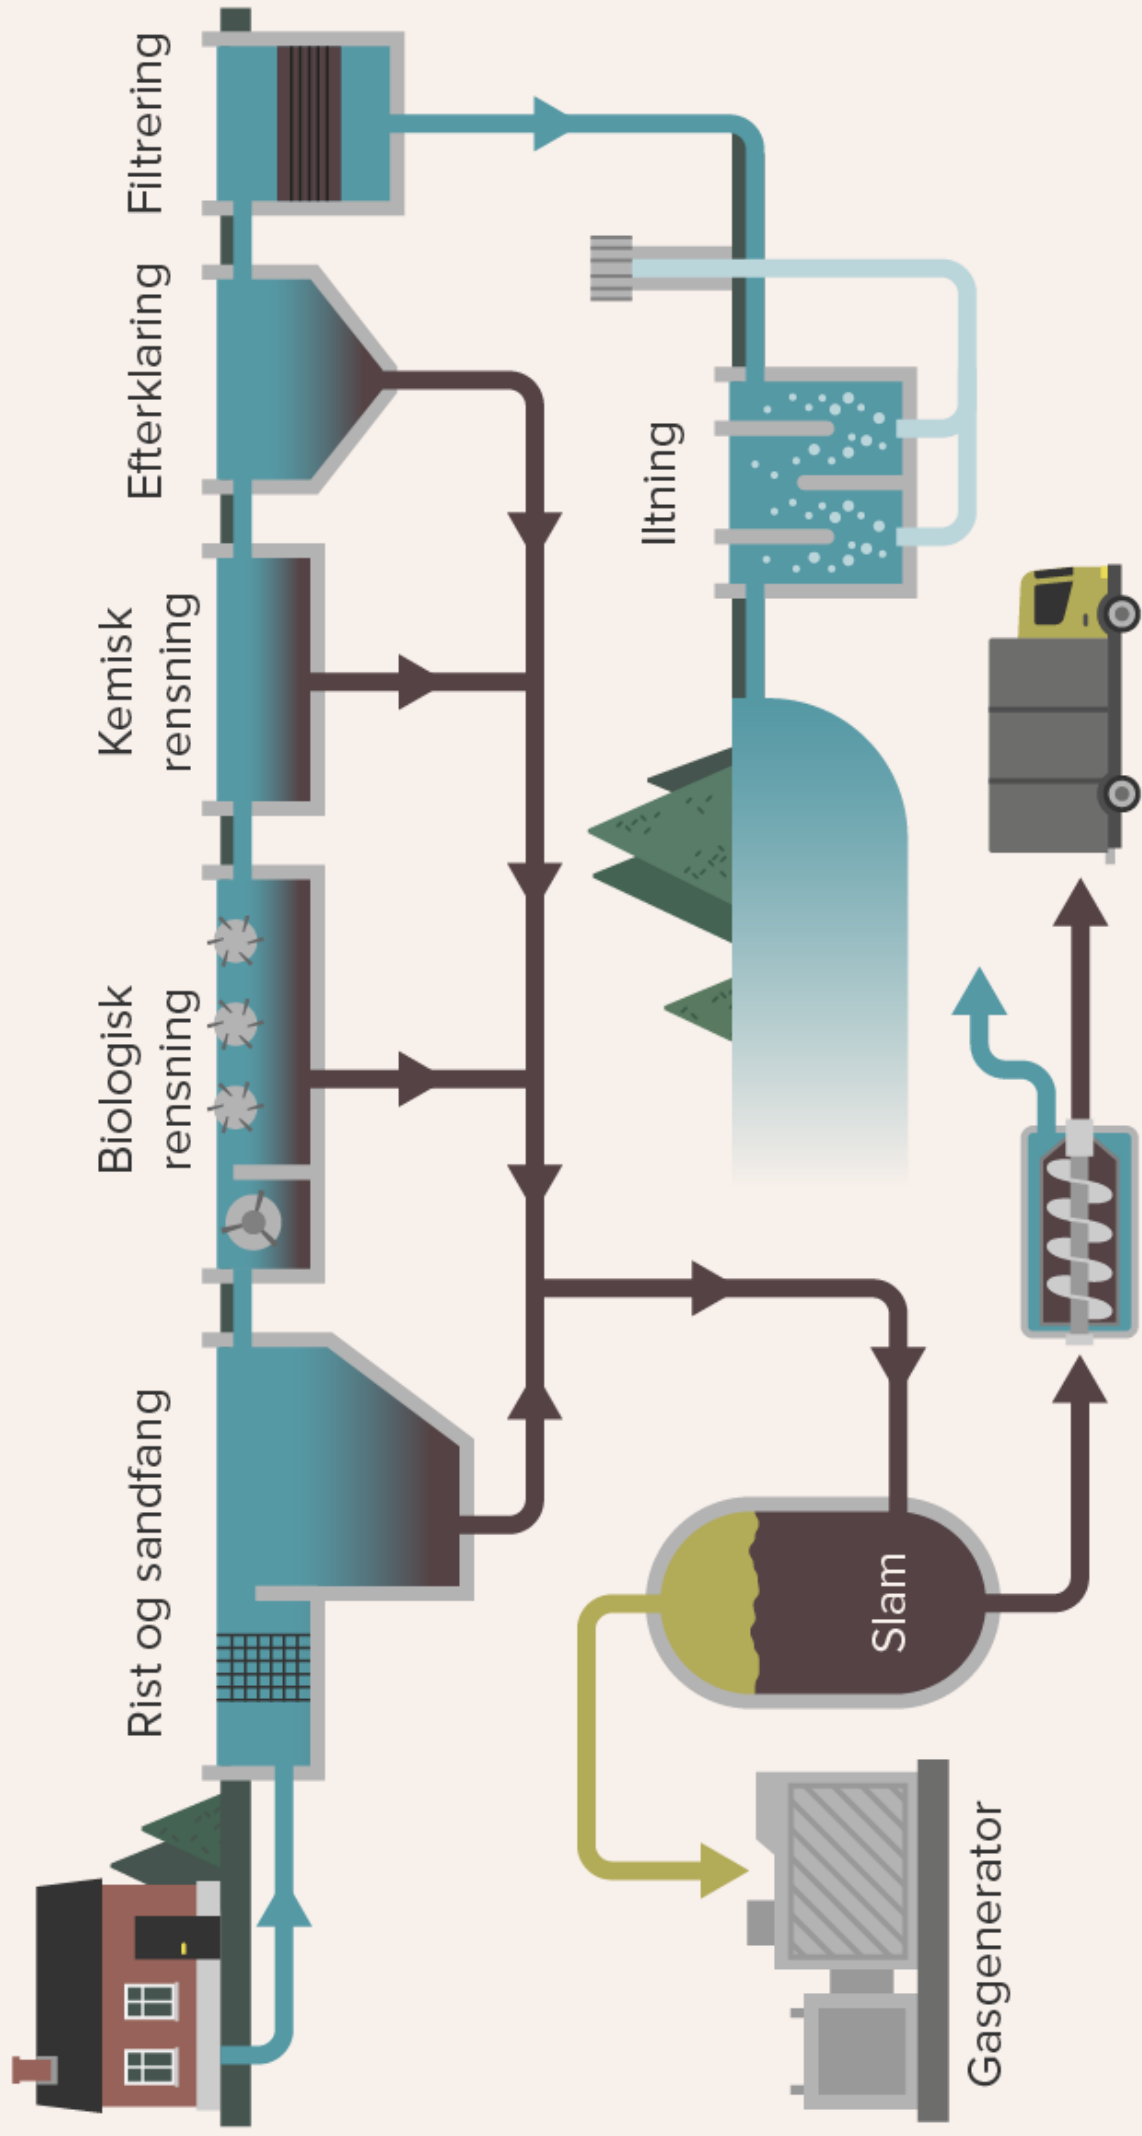 Rist og sandfang
Biologisk
rensning
Kemisk
rensning
Efterklaring
Filtrering
Iltning
Slam
Gasgenerator